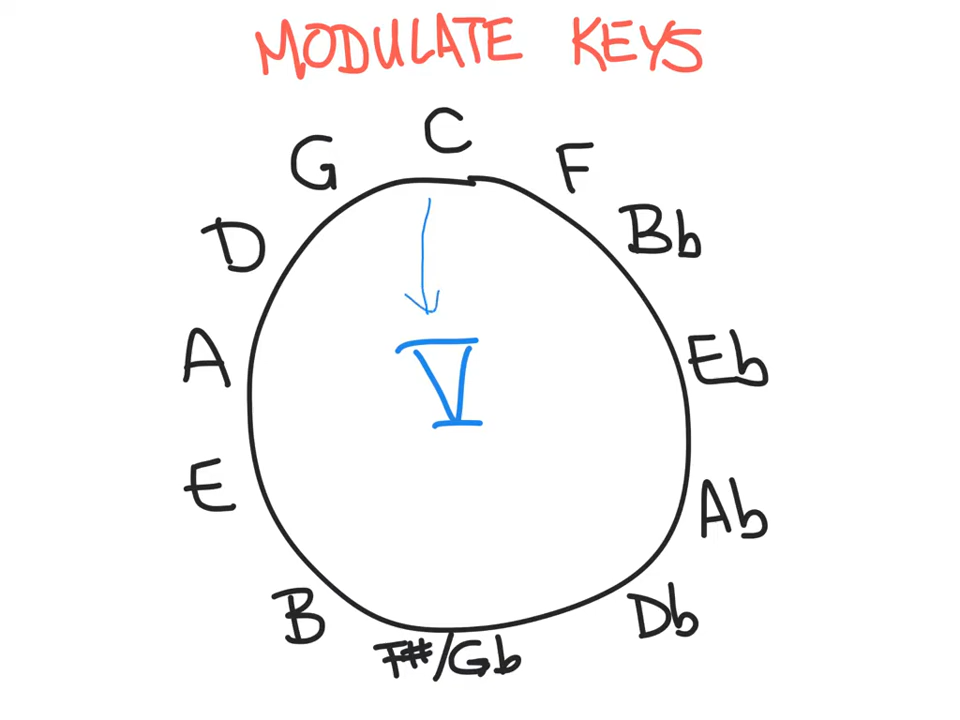 MODULATE KEYS
C
G F
D Bb
V
A Eb
E Ab
B Db
F#/Gb